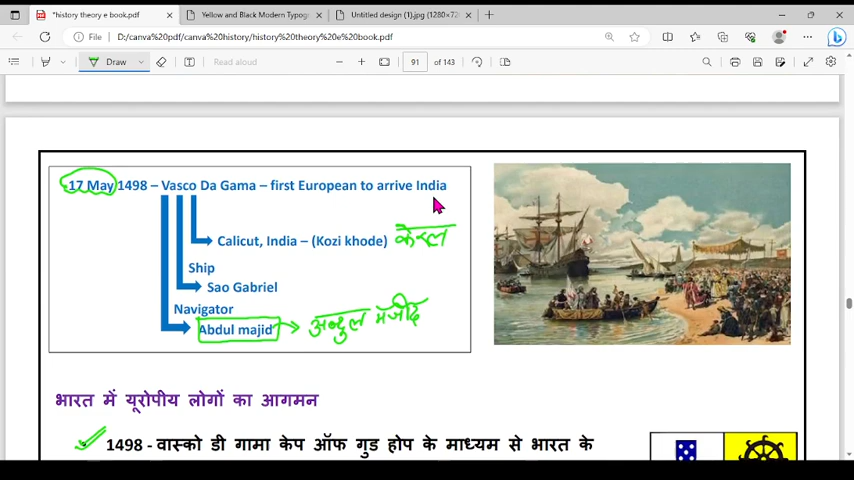 *history theory e book.pdf
Yellow and Black Modern Typogr
Untitled design (1).jpg (1280×72
File
D:/canva%20pdf/canva%20history/history%20theory%20e%20book.pdf
Draw
Read aloud
91
of 143
17 May 1498 – Vasco Da Gama – first European to arrive India
Calicut, India – (Kozi khode) केरल
Ship
Sao Gabriel
Navigator
Abdul majid अब्दुल मजीद
भारत में यूरोपीय लोगों का आगमन
1498 - वास्को डी गामा केप ऑफ गुड होप के माध्यम से भारत के